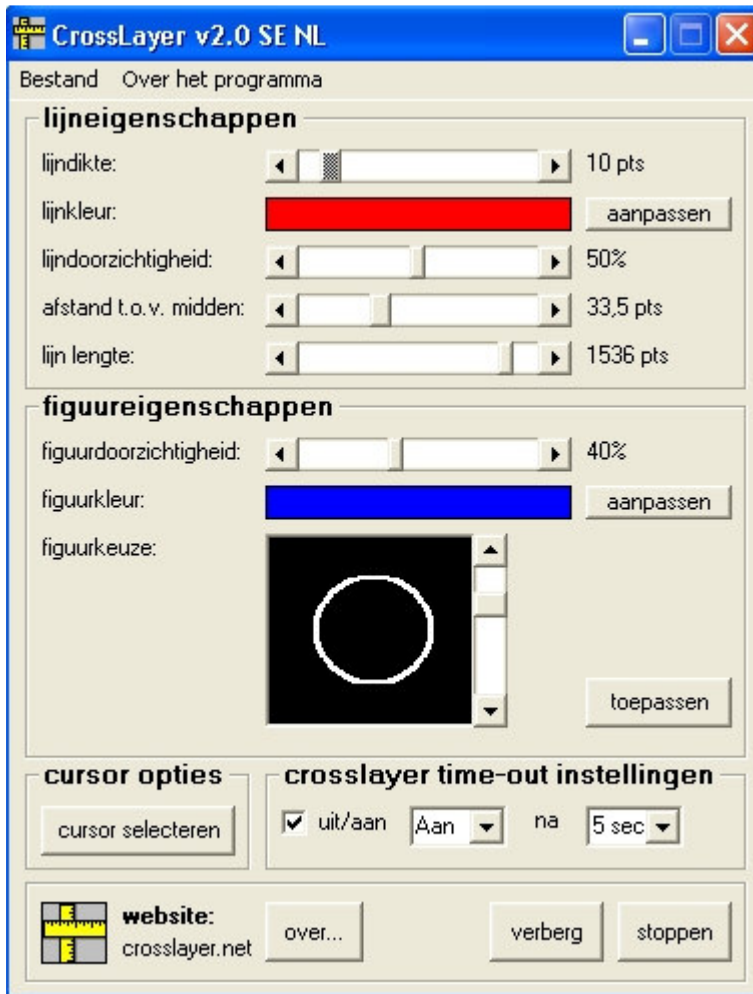 CrossLayer v2.0 SE NL
Bestand Over het programma
lijneigenschappen
lijndikte: 10 pts
lijnkleur: aanpassen
lijndoorzichtigheid: 50%
afstand t.o.v. midden: 33,5 pts
lijn lengte: 1536 pts
figuureigenschappen
figuurdoorzichtigheid: 40%
figuurkleur: aanpassen
figuurkeuze:
toepassen
cursor opties
cursor selecteren
crosslayer time-out instellingen
uit/aan Aan na 5 sec
website:
crosslayer.net
over... verberg stoppen